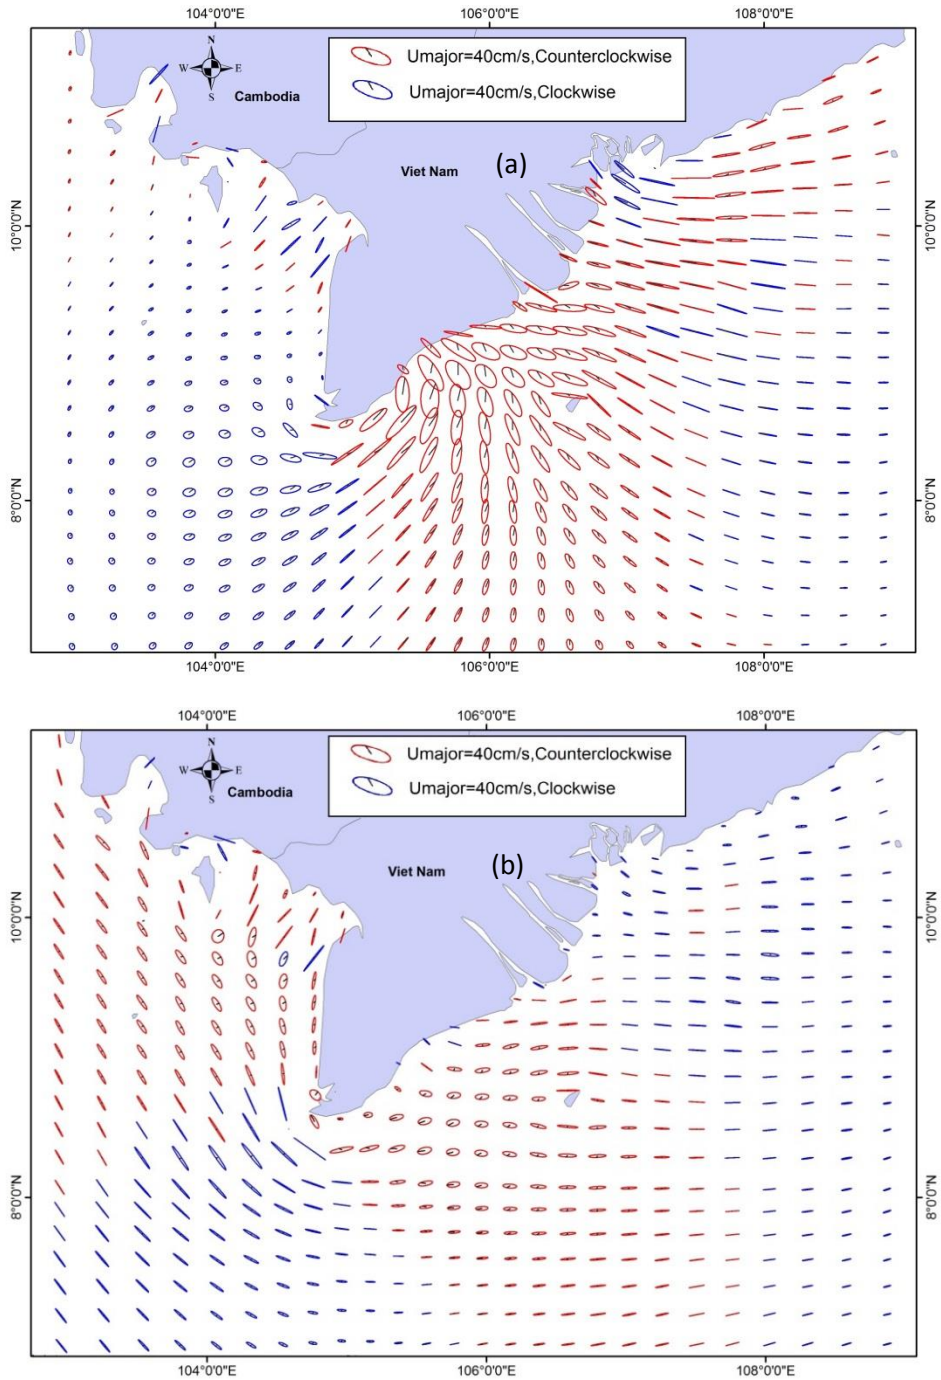 104°0'0"E 106°0'0"E 108°0'0"E
N
W E
S
Cambodia
Umajor=40cm/s,Counterclockwise
Umajor=40cm/s,Clockwise
Viet Nam
(a)
10°0'0"N 10°0'0"N
8°0'0"N 8°0'0"N
104°0'0"E 106°0'0"E 108°0'0"E
104°0'0"E 106°0'0"E 108°0'0"E
N
W E
S
Cambodia
Umajor=40cm/s,Counterclockwise
Umajor=40cm/s,Clockwise
Viet Nam
(b)
10°0'0"N 10°0'0"N
8°0'0"N 8°0'0"N
104°0'0"E 106°0'0"E 108°0'0"E